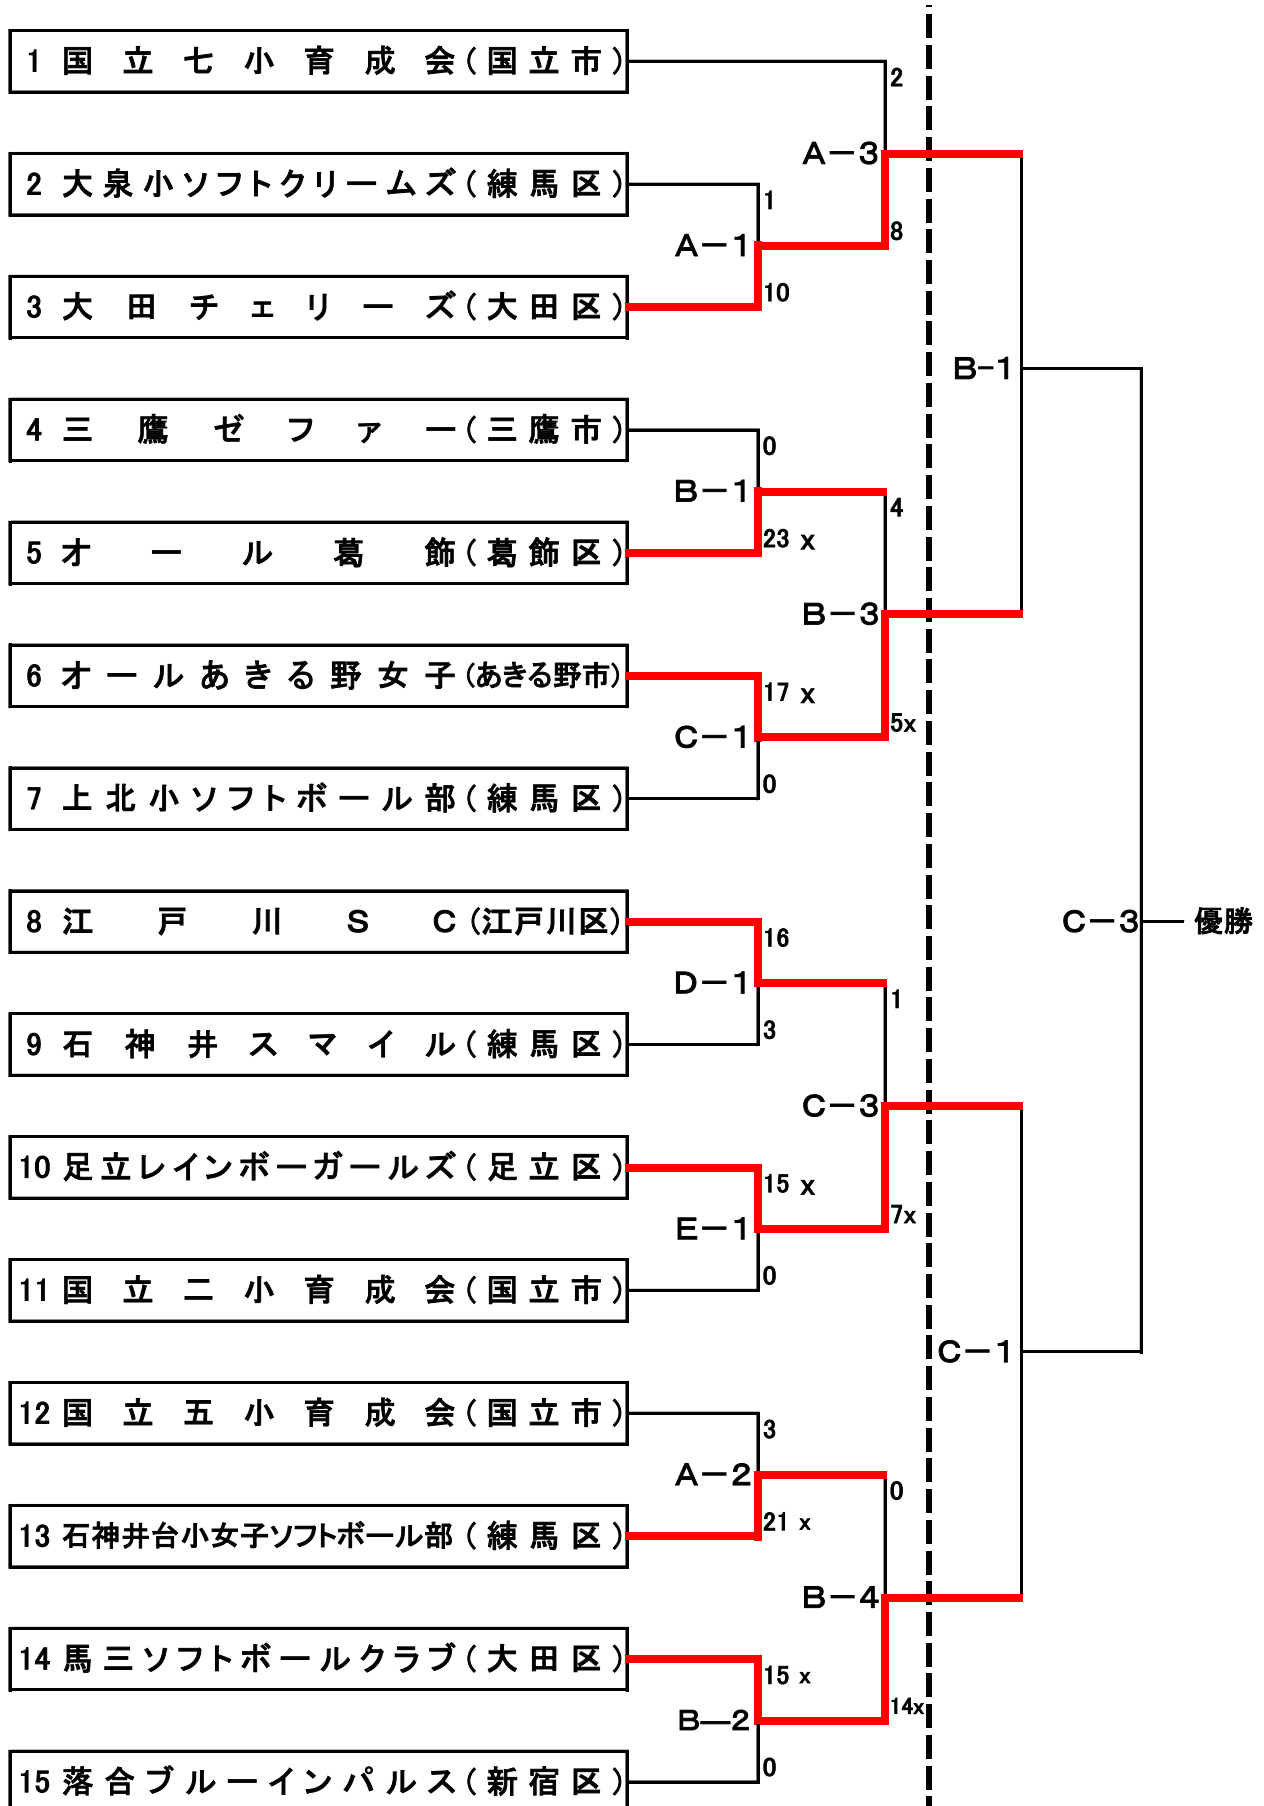 1 国立七小育成会(国立市)
2
A－3
2 大泉小ソフトクリームズ(練馬区)
1
8
A－1
3 大田チェリーズ(大田区)
10
B-1
4 三鷹ゼファー(三鷹市)
0
B－1
4
5 オール葛飾(葛飾区)
23 x
B－3
6 オールあきる野女子(あきる野市)
17 x
5x
C－1
7 上北小ソフトボール部(練馬区)
0
8 江戸川SC(江戸川区)
16
C－3 優勝
D－1
1
9 石神井スマイル(練馬区)
3
C－3
10 足立レインボーガールズ(足立区)
15 x
7x
E－1
11 国立二小育成会(国立市)
0
C－1
12 国立五小育成会(国立市)
3
A－2
0
13 石神井台小女子ソフトボール部(練馬区)
21 x
B－4
14 馬三ソフトボールクラブ(大田区)
15 x
14x
B―2
15 落合ブルーインパルス(新宿区)
0